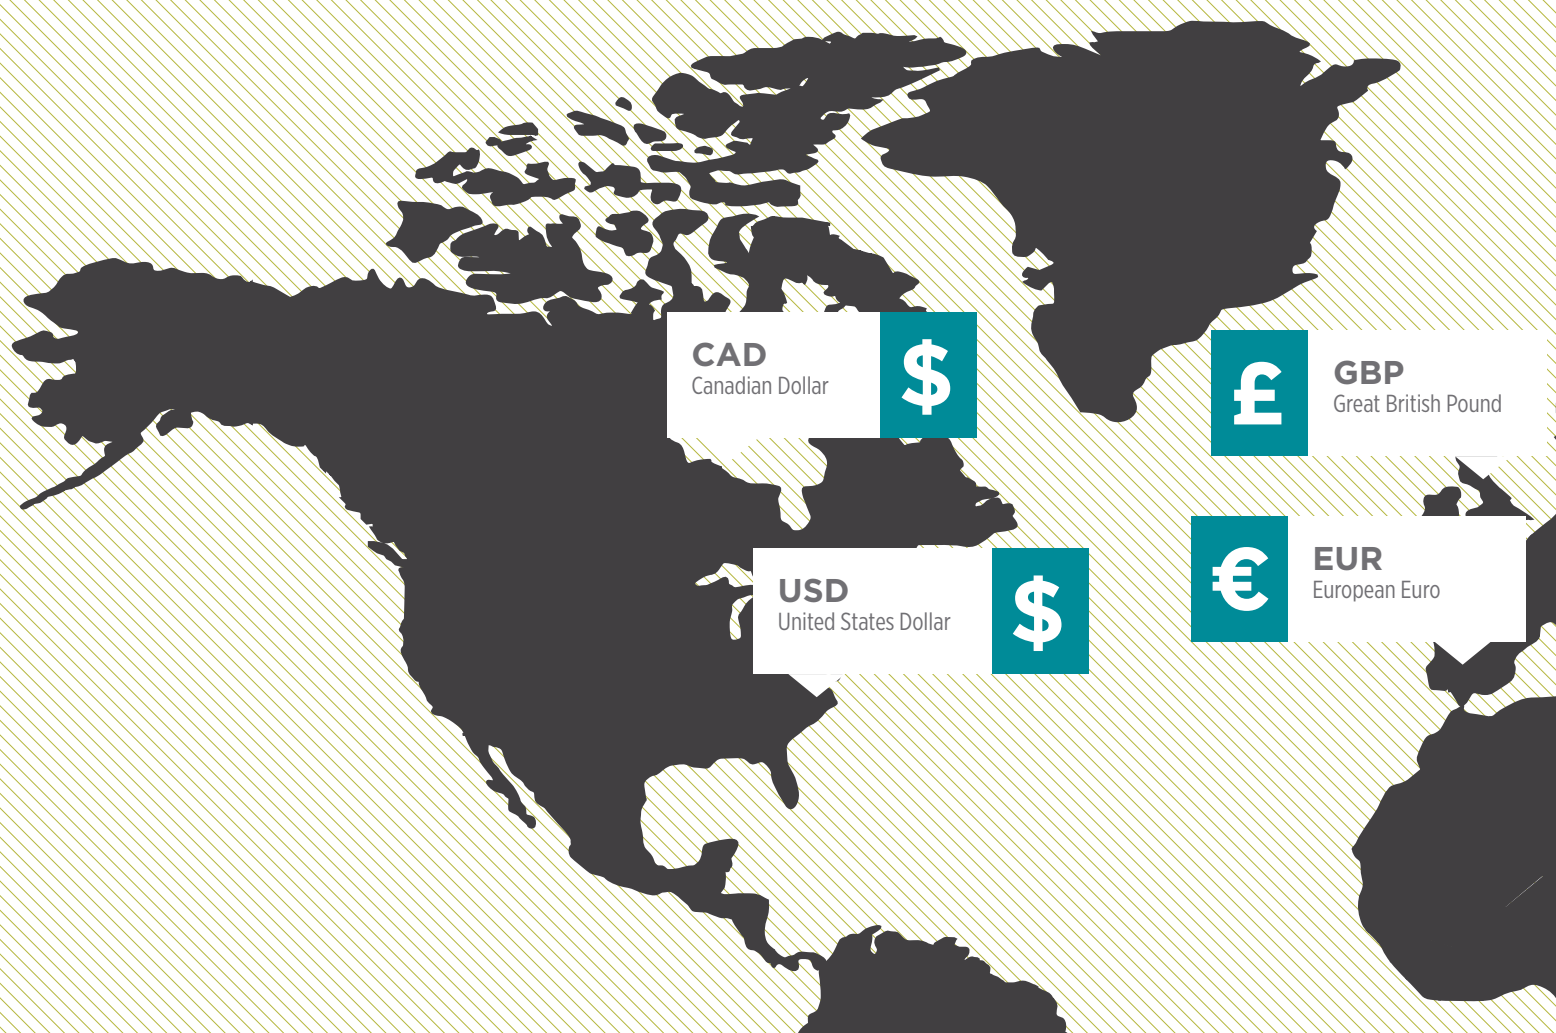 CAD
Canadian Dollar
$
£
GBP
Great British Pound
€
EUR
European Euro
USD
United States Dollar
$